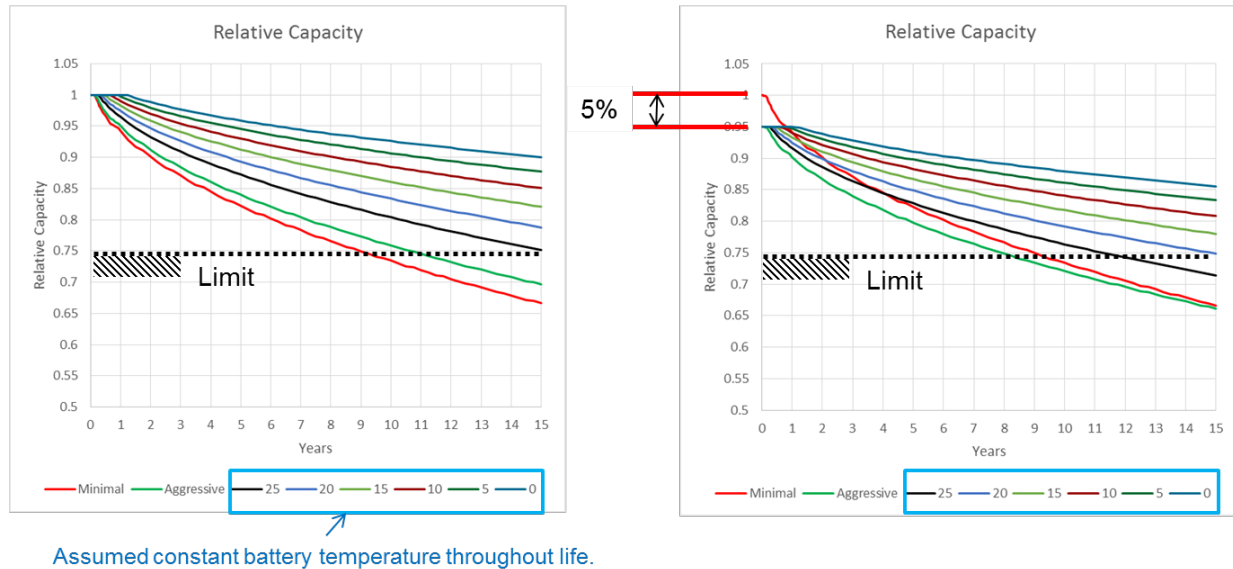 Relative Capacity
1.05
1
0.95
0.9
0.85
0.8
0.75
0.7
0.65
0.6
0.55
0.5
Relative Capacity
Limit
0 1 2 3 4 5 6 7 8 9 10 11 12 13 14 15
Years
Minimal Aggressive 25 20 15 10 5 0
Assumed constant battery temperature throughout life.
5%
Relative Capacity
1.05
1
0.95
0.9
0.85
0.8
0.75
0.7
0.65
0.6
0.55
0.5
Relative Capacity
Limit
0 1 2 3 4 5 6 7 8 9 10 11 12 13 14 15
Years
Minimal Aggressive 25 20 15 10 5 0